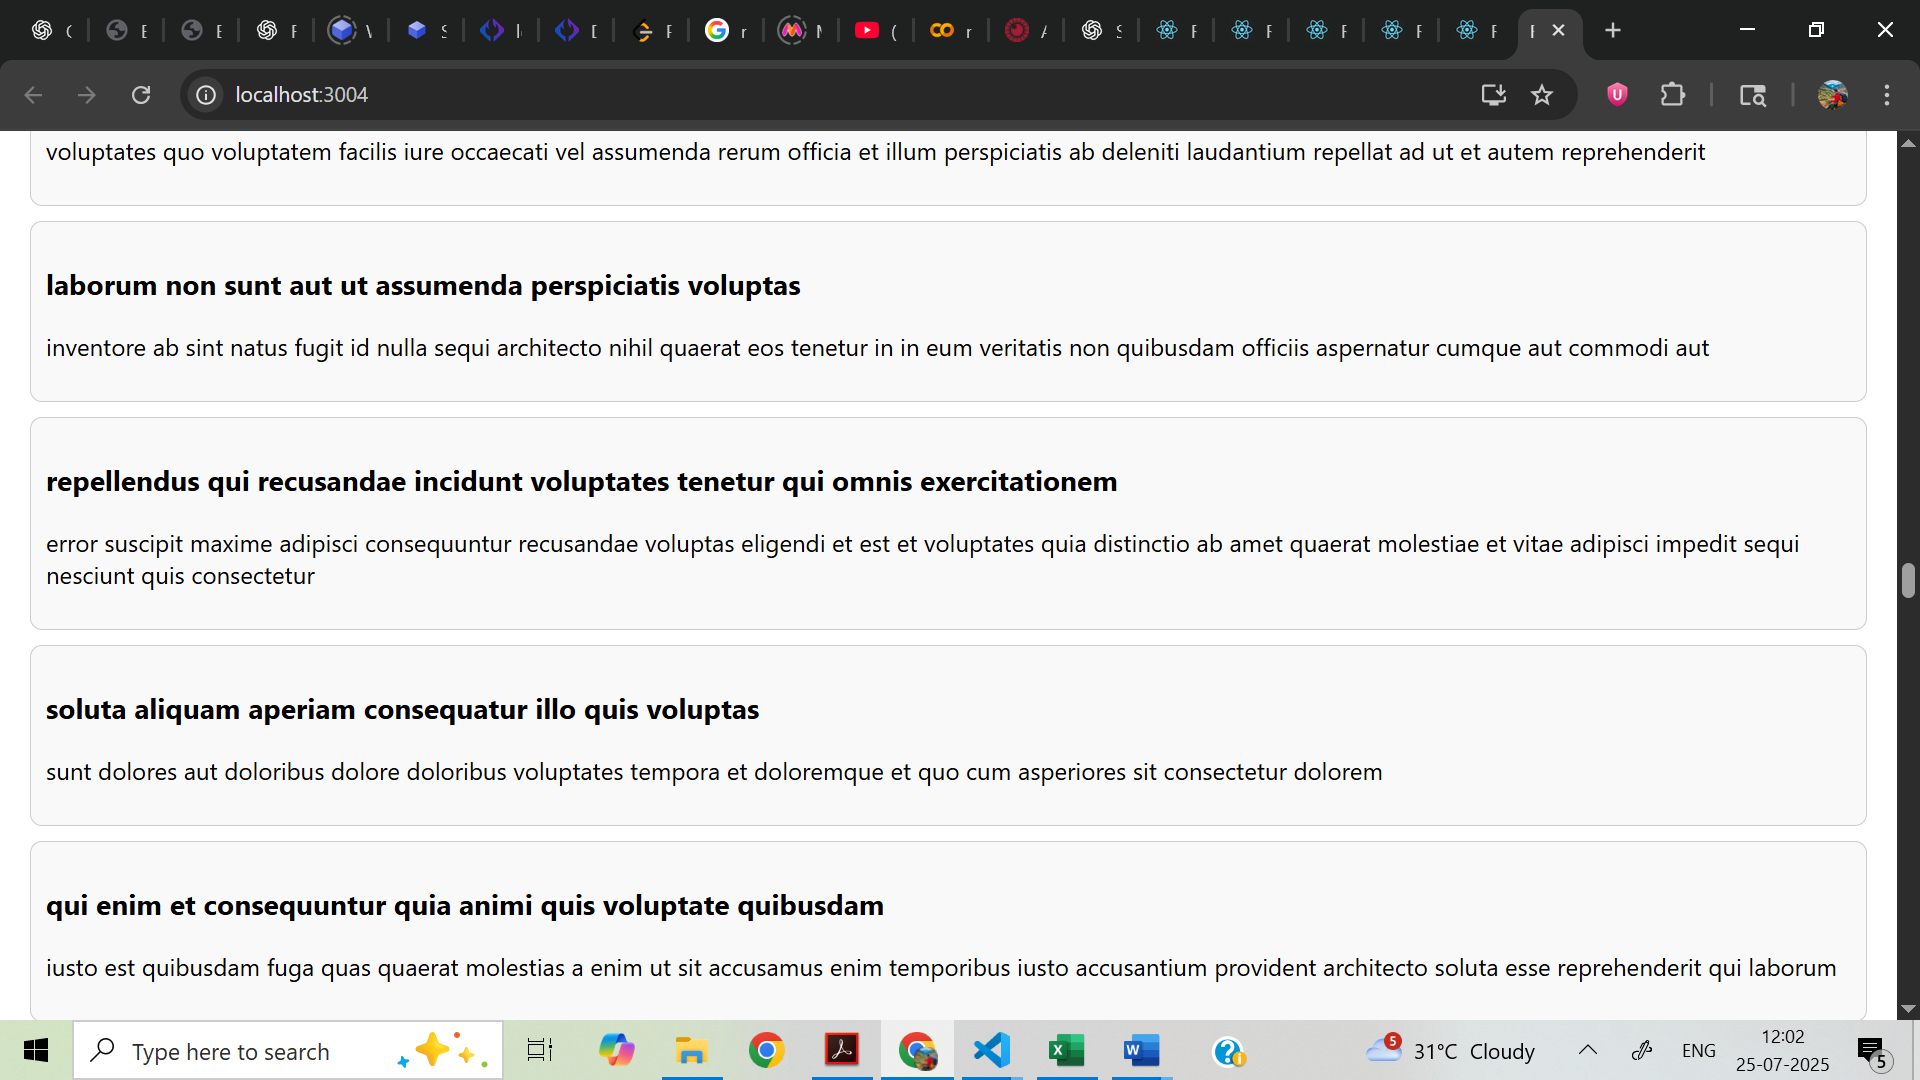 localhost:3004
voluptates quo voluptatem facilis iure occaecati vel assumenda rerum officia et illum perspiciatis ab deleniti laudantium repellat ad ut et autem reprehenderit
laborum non sunt aut ut assumenda perspiciatis voluptas
inventore ab sint natus fugit id nulla sequi architecto nihil quaerat eos tenetur in in eum veritatis non quibusdam officiis aspernatur cumque aut commodi aut
repellendus qui recusandae incidunt voluptates tenetur qui omnis exercitationem
error suscipit maxime adipisci consequuntur recusandae voluptas eligendi et est et voluptates quia distinctio ab amet quaerat molestiae et vitae adipisci impedit sequi
nesciunt quis consectetur
soluta aliquam aperiam consequatur illo quis voluptas
sunt dolores aut doloribus dolore doloribus voluptates tempora et doloremque et quo cum asperiores sit consectetur dolorem
qui enim et consequuntur quia animi quis voluptate quibusdam
iusto est quibusdam fuga quas quaerat molestias a enim ut sit accusamus enim temporibus iusto accusantium provident architecto soluta esse reprehenderit qui laborum
Type here to search
5
31°C Cloudy
ENG
12:02
25-07-2025
5